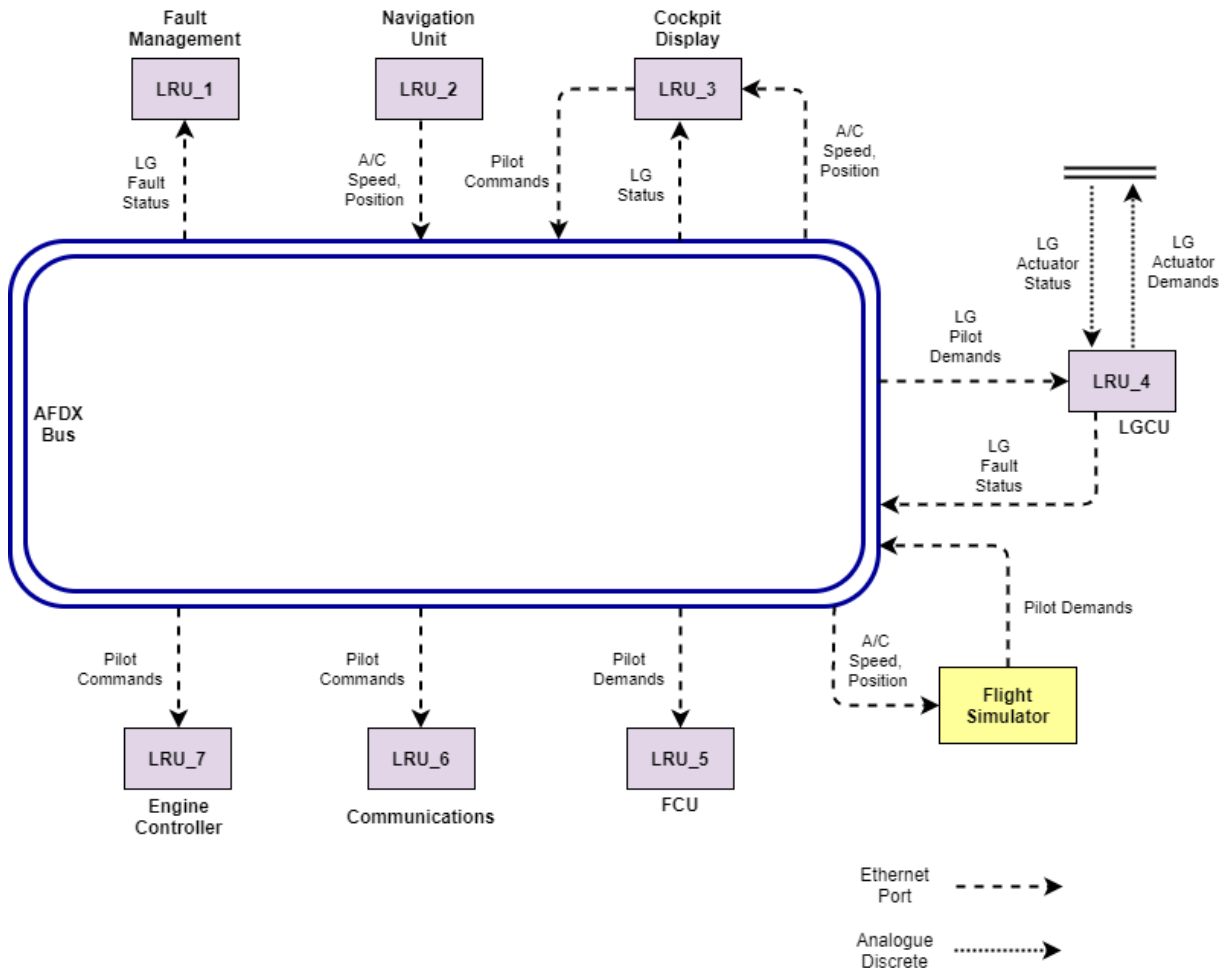 Fault
Management
LRU_1
LG
Fault
Status
Navigation
Unit
LRU_2
A/C
Speed,
Position
Cockpit
Display
LRU_3
Pilot
Commands
LG
Status
A/C
Speed,
Position
LG
Actuator
Status
LG
Actuator
Demands
LG
Pilot
Demands
LRU_4
LGCU
LG
Fault
Status
AFDX
Bus
Pilot Demands
A/C
Speed,
Position
Flight
Simulator
Pilot
Commands
LRU_7
Engine
Controller
Pilot
Commands
LRU_6
Communications
Pilot
Demands
LRU_5
FCU
Ethernet
Port
Analogue
Discrete